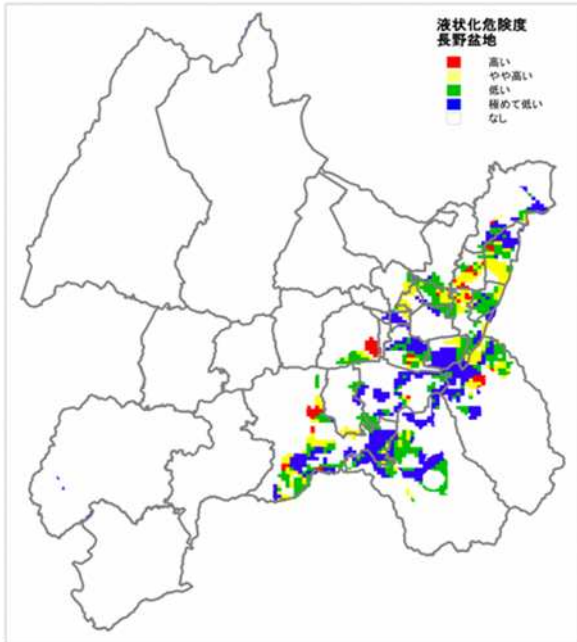 液状化危険度
長野盆地
高い
やや高い
低い
極めて低い
なし